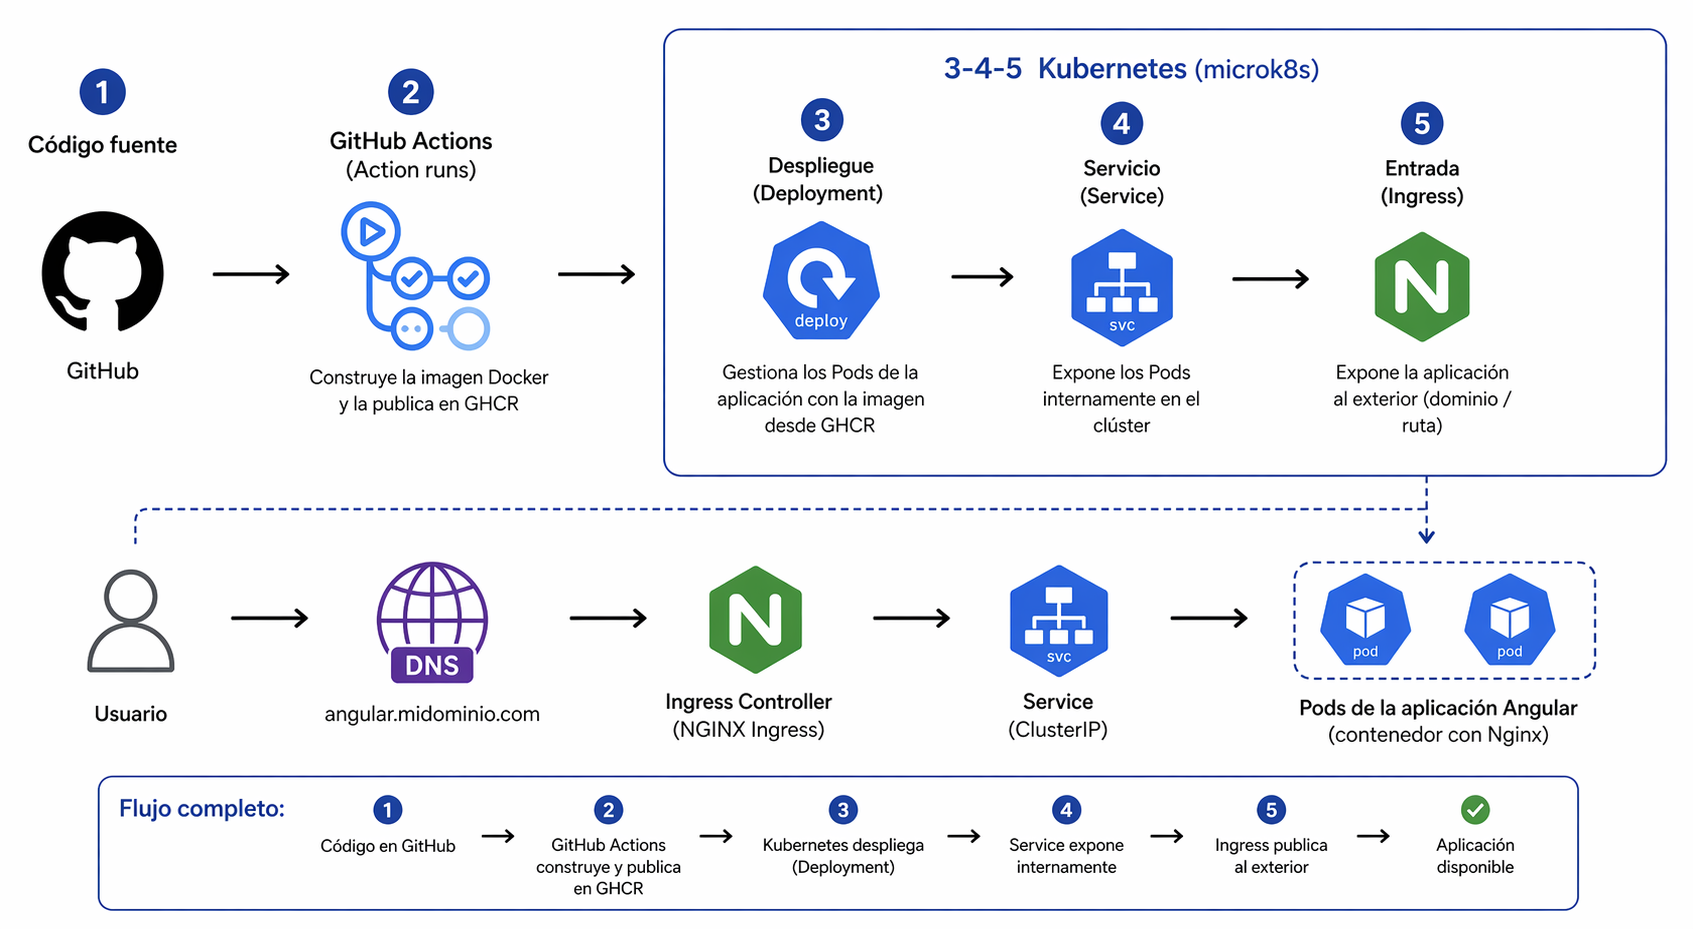 1
Código fuente
GitHub
2
GitHub Actions
(Action runs)
Construye la imagen Docker
y la publica en GHCR
3-4-5 Kubernetes (microk8s)
3
Despliegue
(Deployment)
deploy
Gestiona los Pods de la
aplicación con la imagen
desde GHCR
4
Servicio
(Service)
svc
Expone los Pods
internamente en el
clúster
5
Entrada
(Ingress)
N
Expone la aplicación
al exterior (dominio /
ruta)
Usuario
DNS
angular.midominio.com
N
Ingress Controller
(NGINX Ingress)
svc
Service
(ClusterIP)
pod
pod
Pods de la aplicación Angular
(contenedor con Nginx)
Flujo completo:
1
Código en GitHub
2
GitHub Actions
construye y publica
en GHCR
3
Kubernetes despliega
(Deployment)
4
Service expone
internamente
5
Ingress publica
al exterior
Aplicación
disponible